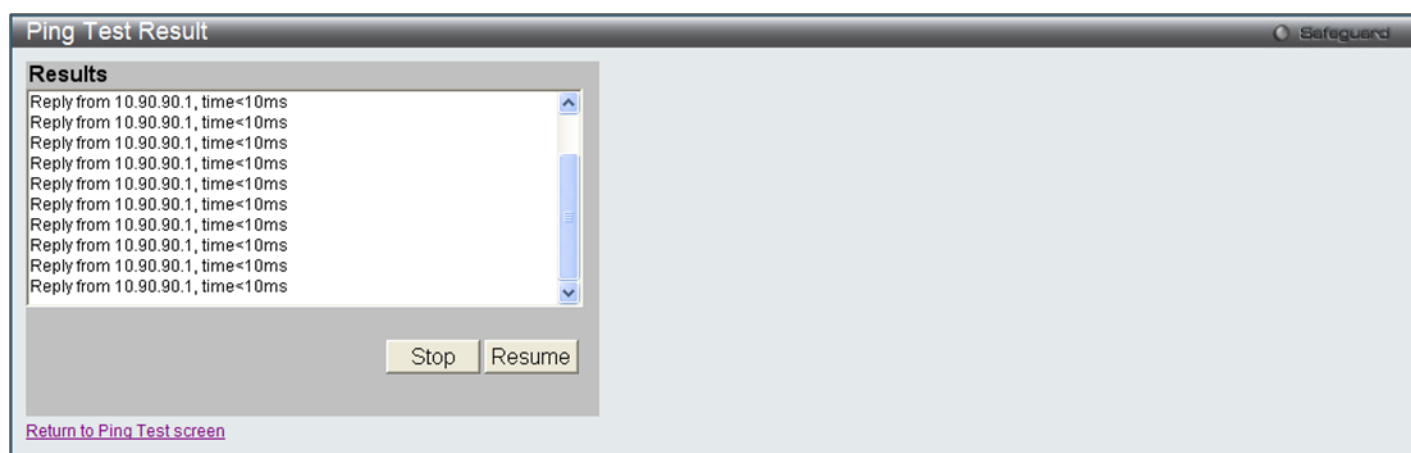 Ping Test Result
Safeguard
Results
Reply from 10.90.90.1, time<10ms
Reply from 10.90.90.1, time<10ms
Reply from 10.90.90.1, time<10ms
Reply from 10.90.90.1, time<10ms
Reply from 10.90.90.1, time<10ms
Reply from 10.90.90.1, time<10ms
Reply from 10.90.90.1, time<10ms
Reply from 10.90.90.1, time<10ms
Reply from 10.90.90.1, time<10ms
Reply from 10.90.90.1, time<10ms
Stop Resume
Return to Ping Test screen